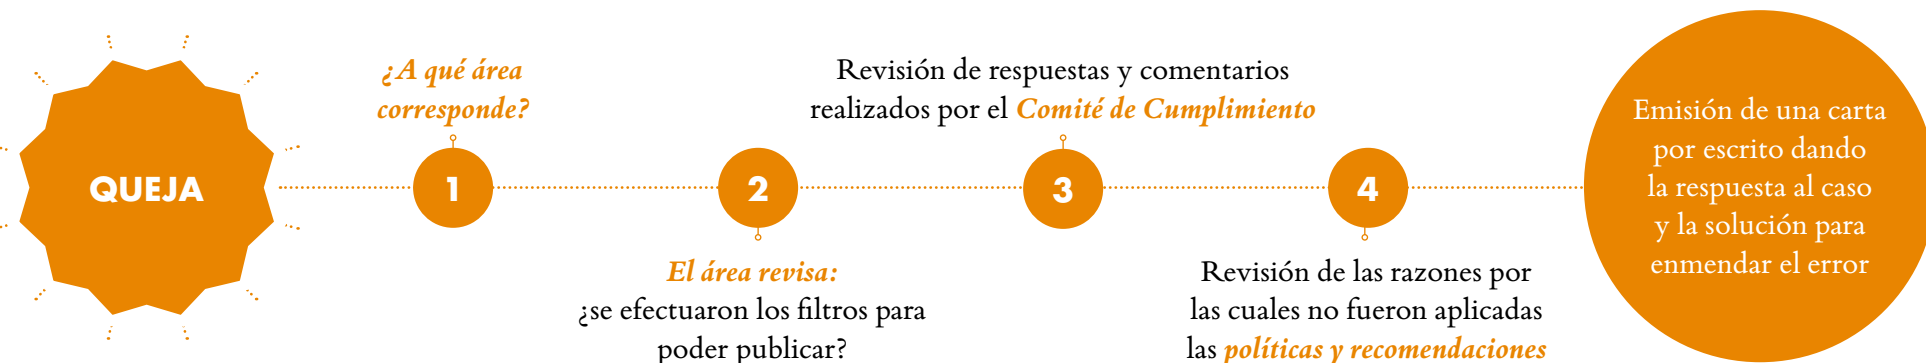 QUEJA
¿A qué área
corresponde?
1
2
El área revisa:
¿se efectuaron los filtros para
poder publicar?
Revisión de respuestas y comentarios
realizados por el Comité de Cumplimiento
3
4
Revisión de las razones por
las cuales no fueron aplicadas
las políticas y recomendaciones
Emisión de una carta
por escrito dando
la respuesta al caso
y la solución para
enmendar el error